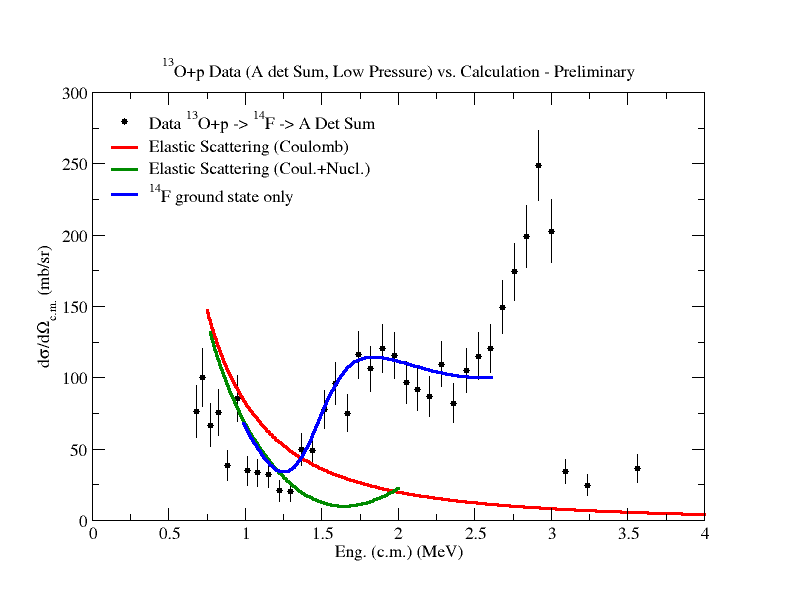 ¹³O+p Data (A det Sum, Low Pressure) vs. Calculation - Preliminary
300
Data ¹³O+p -> ¹⁴F -> A Det Sum
Elastic Scattering (Coulomb)
Elastic Scattering (Coul.+Nucl.)
¹⁴F ground state only
250
200
150
100
50
0
dσ/dΩc.m. (mb/sr)
0 0.5 1 1.5 2 2.5 3 3.5 4
Eng. (c.m.) (MeV)